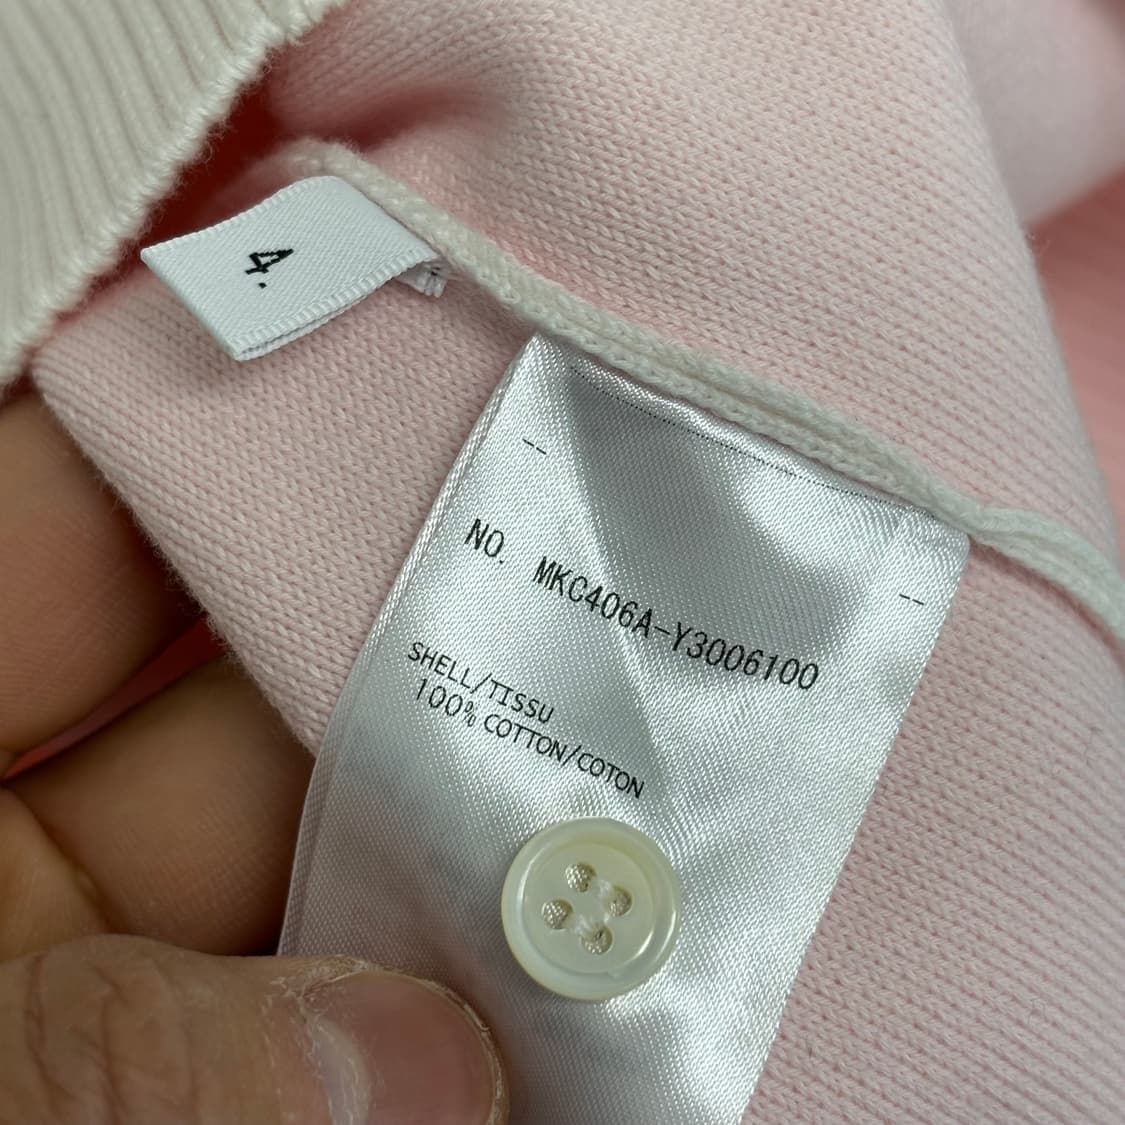 4.
NO. MKC406A-Y3006100
SHELL/TISSU
100% COTTON/COTON